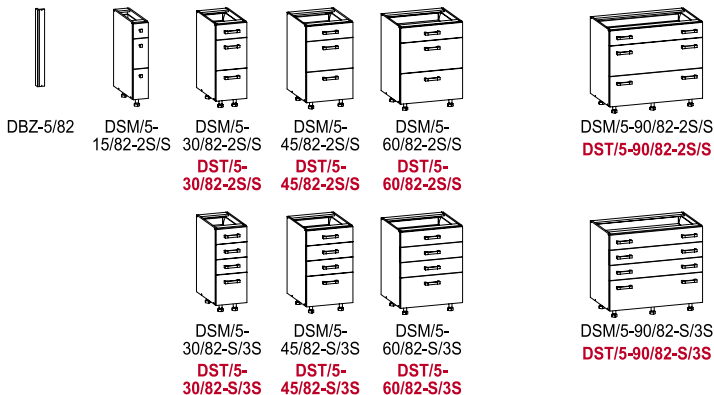 DBZ-5/82
DSM/5-
15/82-2S/S
DSM/5-
30/82-2S/S
DST/5-
30/82-2S/S
DSM/5-
45/82-2S/S
DST/5-
45/82-2S/S
DSM/5-
60/82-2S/S
DST/5-
60/82-2S/S
DSM/5-90/82-2S/S
DST/5-90/82-2S/S
DSM/5-
30/82-S/3S
DST/5-
30/82-S/3S
DSM/5-
45/82-S/3S
DST/5-
45/82-S/3S
DSM/5-
60/82-S/3S
DST/5-
60/82-S/3S
DSM/5-90/82-S/3S
DST/5-90/82-S/3S